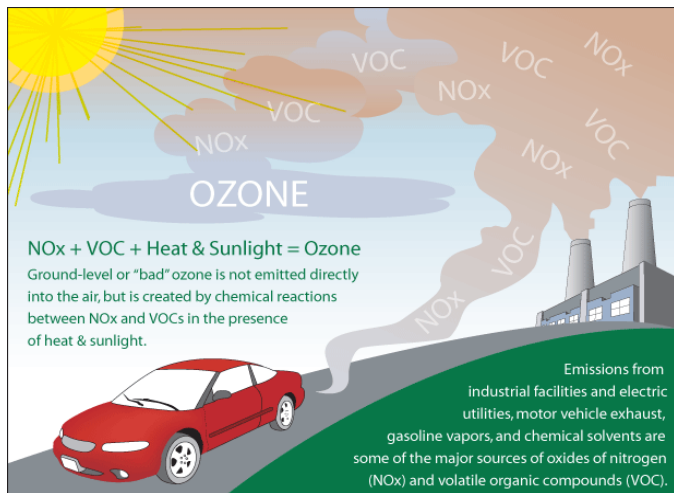 VOC
VOC
NOx
NOx
VOC
NOx
VOC
NOx
NOx
OZONE
VOC
NOx
NOx + VOC + Heat & Sunlight = Ozone
Ground-level or “bad” ozone is not emitted directly
into the air, but is created by chemical reactions
between NOx and VOCs in the presence
of heat & sunlight.
Emissions from
industrial facilities and electric
utilities, motor vehicle exhaust,
gasoline vapors, and chemical solvents are
some of the major sources of oxides of nitrogen
(NOx) and volatile organic compounds (VOC).